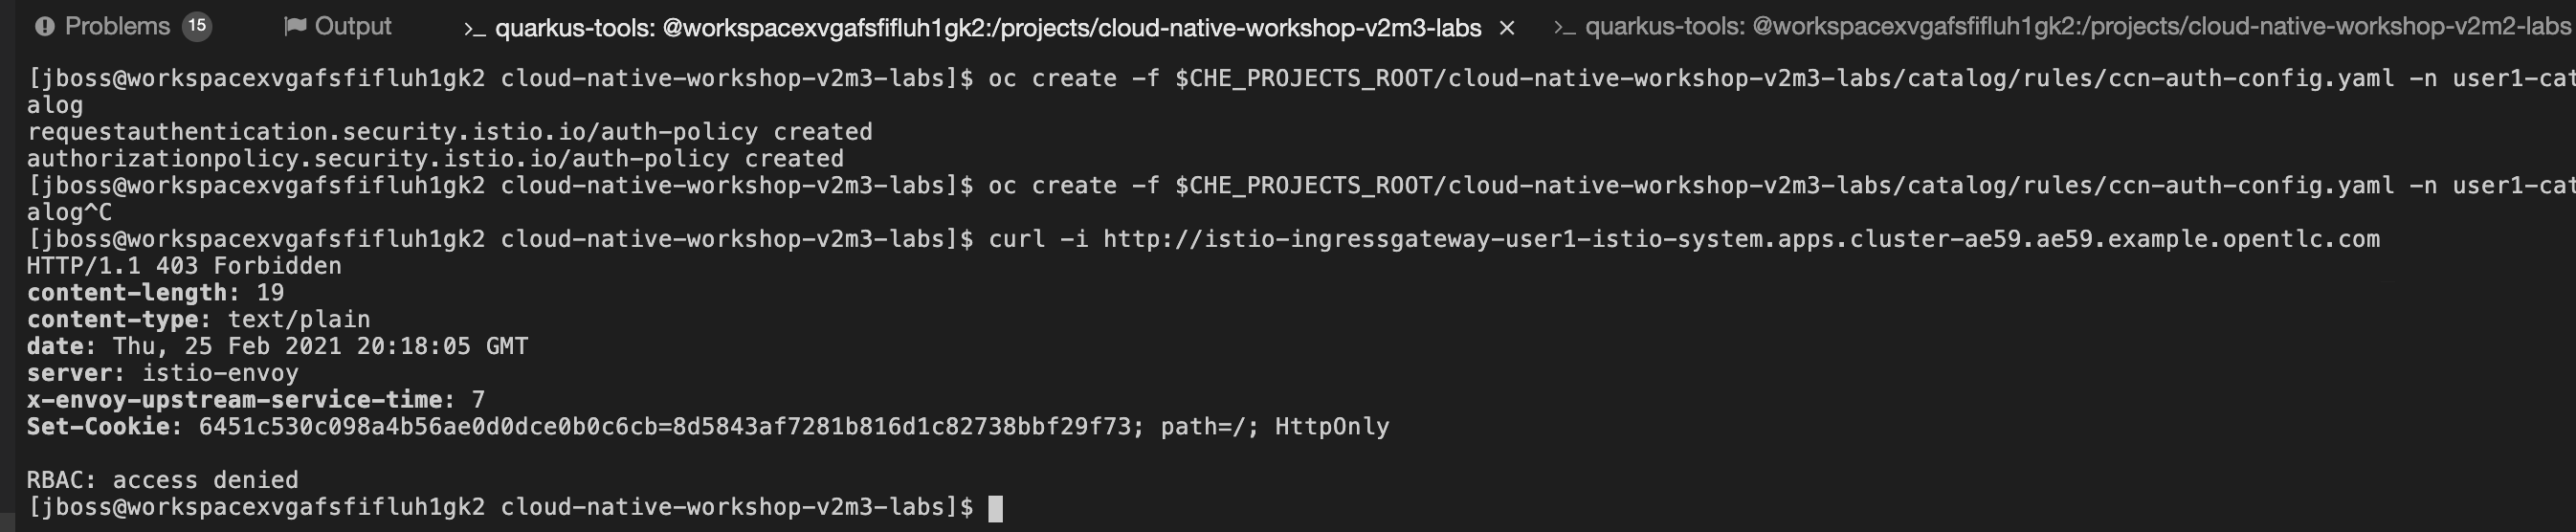 Problems 15 Output >_ quarkus-tools: @workspacexvgafsfifluh1gk2:/projects/cloud-native-workshop-v2m3-labs × >_ quarkus-tools: @workspacexvgafsfifluh1gk2:/projects/cloud-native-workshop-v2m2-labs
[jboss@workspacexvgafsfifluh1gk2 cloud-native-workshop-v2m3-labs]$ oc create -f $CHE_PROJECTS_ROOT/cloud-native-workshop-v2m3-labs/catalog/rules/ccn-auth-config.yaml -n user1-cat
alog
requestauthentication.security.istio.io/auth-policy created
authorizationpolicy.security.istio.io/auth-policy created
[jboss@workspacexvgafsfifluh1gk2 cloud-native-workshop-v2m3-labs]$ oc create -f $CHE_PROJECTS_ROOT/cloud-native-workshop-v2m3-labs/catalog/rules/ccn-auth-config.yaml -n user1-cat
alog^C
[jboss@workspacexvgafsfifluh1gk2 cloud-native-workshop-v2m3-labs]$ curl -i http://istio-ingressgateway-user1-istio-system.apps.cluster-ae59.ae59.example.opentlc.com
HTTP/1.1 403 Forbidden
content-length: 19
content-type: text/plain
date: Thu, 25 Feb 2021 20:18:05 GMT
server: istio-envoy
x-envoy-upstream-service-time: 7
Set-Cookie: 6451c530c098a4b56ae0d0dce0b0c6cb=8d5843af7281b816d1c82738bbf29f73; path=/; HttpOnly

RBAC: access denied
[jboss@workspacexvgafsfifluh1gk2 cloud-native-workshop-v2m3-labs]$